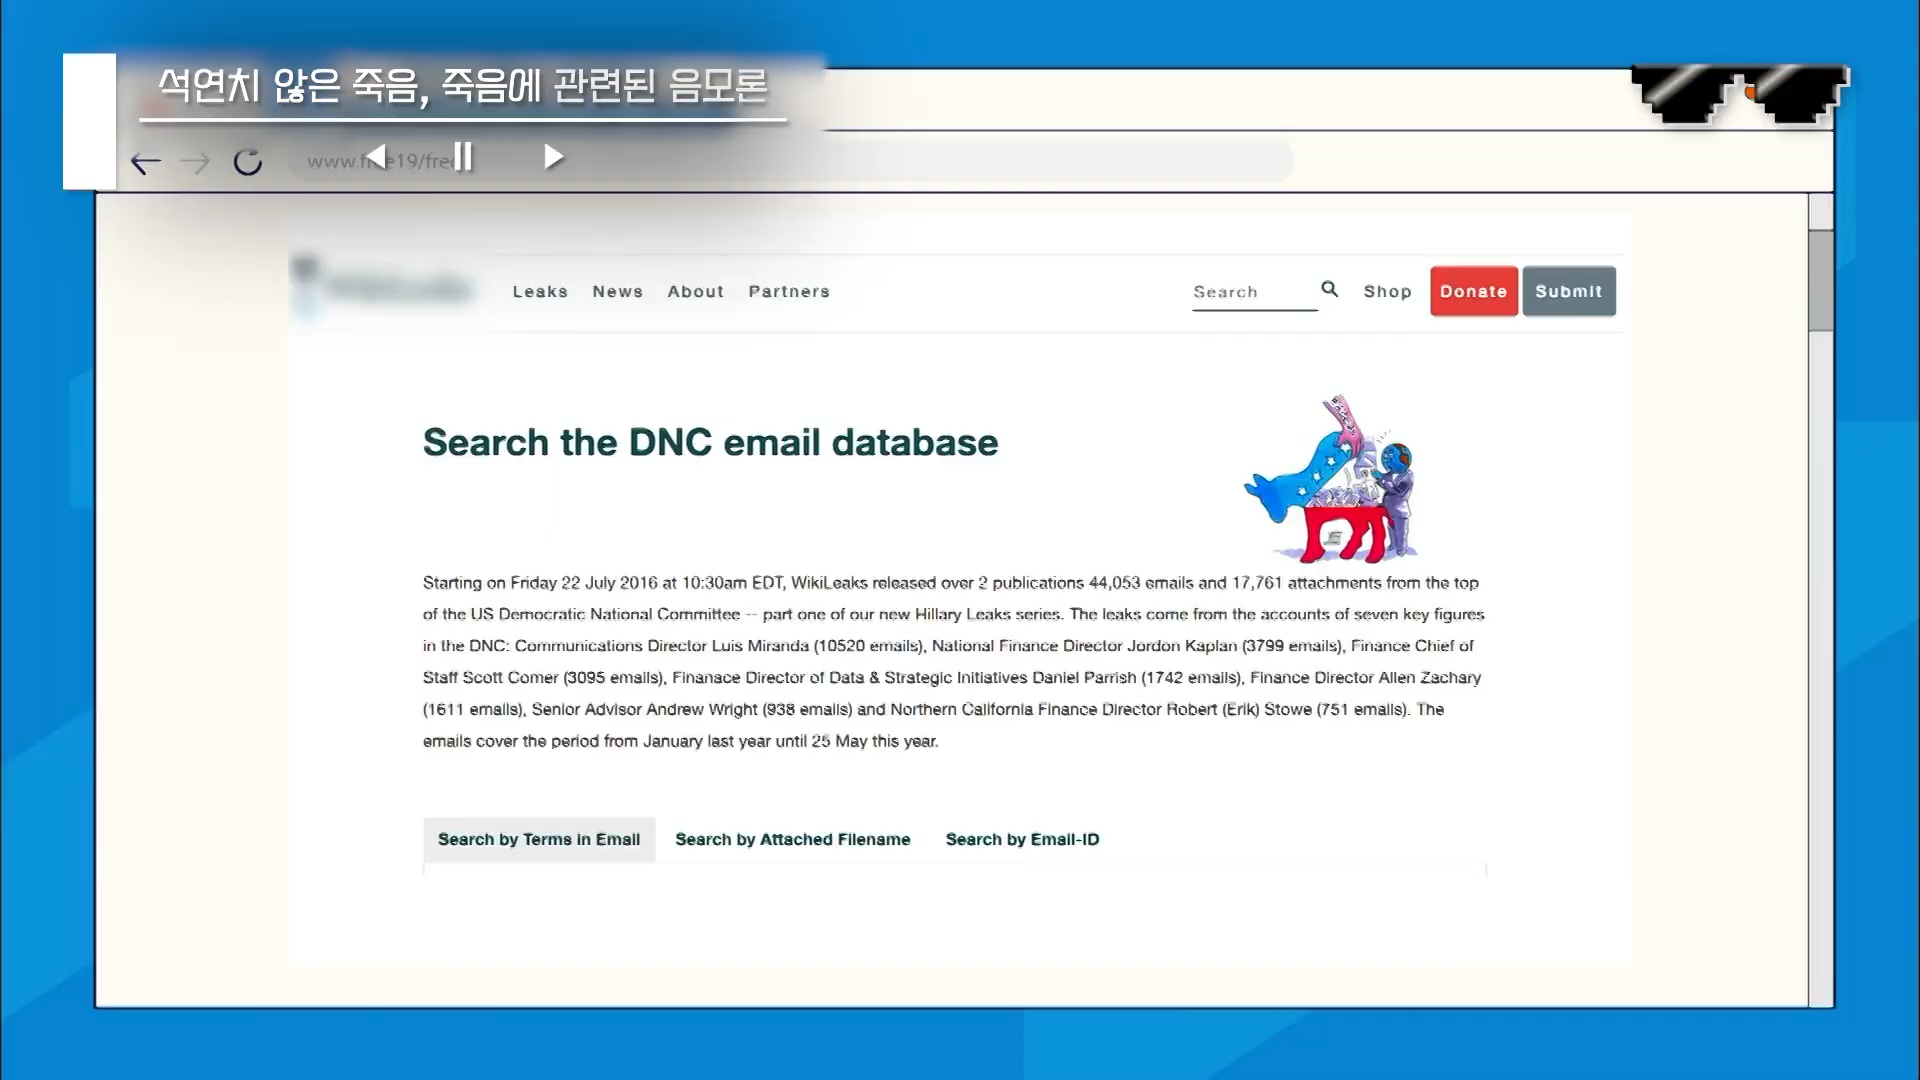 석연치 않은 죽음, 죽음에 관련된 음모론
Leaks News About Partners Search Shop Donate Submit
Search the DNC email database
Starting on Friday 22 July 2016 at 10:30am EDT, WikiLeaks released over 2 publications 44,053 emails and 17,761 attachments from the top
of the US Democratic National Committee -- part one of our new Hillary Leaks series. The leaks come from the accounts of seven key figures
in the DNC: Communications Director Luis Miranda (10520 emails), National Finance Director Jordon Kaplan (3799 emails), Finance Chief of
Staff Scott Comer (3095 emails), Finanace Director of Data & Strategic Initiatives Daniel Parrish (1742 emails), Finance Director Allen Zachary
(1611 emails), Senior Advisor Andrew Wright (938 emails) and Northern California Finance Director Robert (Erik) Stowe (751 emails). The
emails cover the period from January last year until 25 May this year.
Search by Terms in Email Search by Attached Filename Search by Email-ID